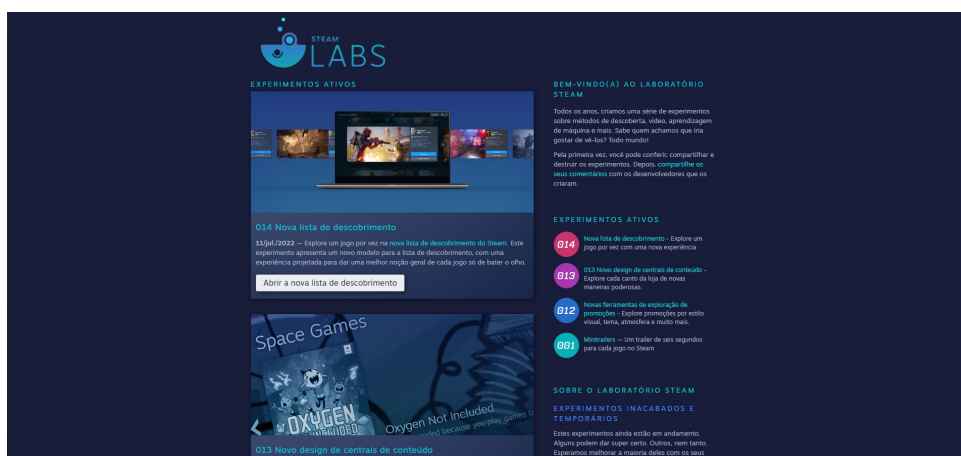 STEAM
LABS
EXPERIMENTOS ATIVOS
014 Nova lista de descobrimento
11/jul./2022 — Explore um jogo por vez na nova lista de descobrimento do Steam. Este
experimento apresenta um novo modelo para a lista de descobrimento, com uma
experiência projetada para dar uma melhor noção geral de cada jogo só de bater o olho.
Abrir a nova lista de descobrimento
Space Games
OXYGEN
Oxygen Not Included
because you play games
013 Novo design de centrais de conteúdo
BEM-VINDO(A) AO LABORATÓRIO
STEAM
Todos os anos, criamos uma série de experimentos
sobre métodos de descoberta, vídeo, aprendizagem
de máquina e mais. Sabe quem achamos que iria
gostar de vê-los? Todo mundo!
Pela primeira vez, você pode conferir, compartilhar e
destruir os experimentos. Depois, compartilhe os
seus comentários com os desenvolvedores que os
criaram.
EXPERIMENTOS ATIVOS
014
Nova lista de descobrimento – Explore um
jogo por vez com uma nova experiência
013
013 Novo design de centrais de conteúdo –
Explore cada canto da loja de novas
maneiras poderosas.
012
Novas ferramentas de exploração de
promoções – Explore promoções por estilo
visual, tema, atmosfera e muito mais.
001
Minitrailers — Um trailer de seis segundos
para cada jogo no Steam
SOBRE O LABORATÓRIO STEAM
EXPERIMENTOS INACABADOS E
TEMPORÁRIOS
Estes experimentos ainda estão em andamento.
Alguns podem dar super certo. Outros, nem tanto.
Esperamos melhorar a maioria deles com os seus